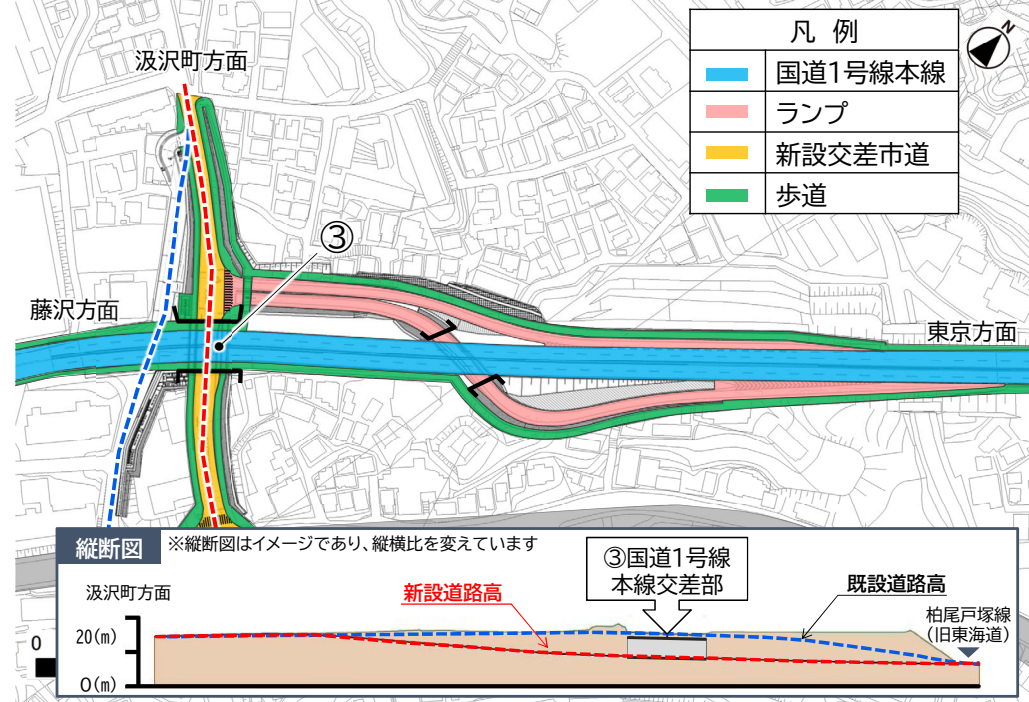 凡 例
国道1号線本線
ランプ
新設交差市道
歩道
N
汲沢町方面
③
藤沢方面
東京方面
縦断図
※縦断図はイメージであり、縦横比を変えています
汲沢町方面
新設道路高
③国道1号線
本線交差部
既設道路高
柏尾戸塚線
(旧東海道)
20(m)
0(m)
0